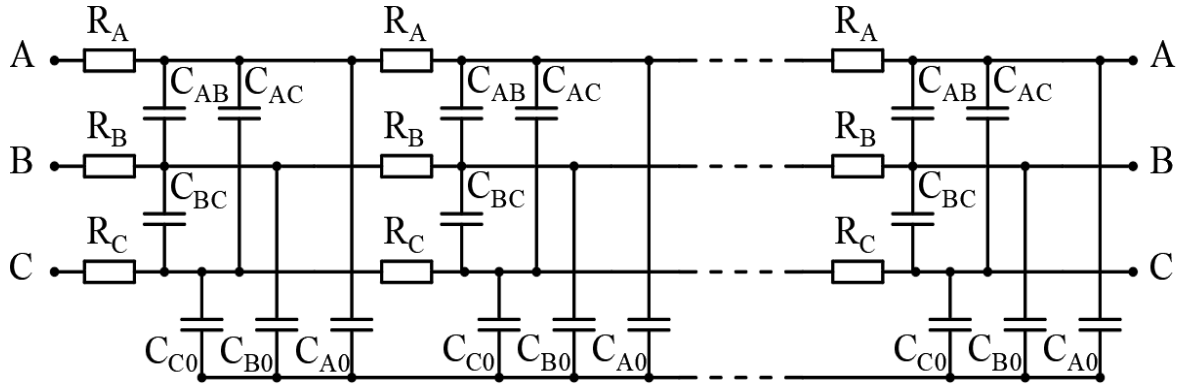 R_A R_A R_A
A A
C_AB C_AC C_AB C_AC C_AB C_AC
R_B R_B R_B
B B
C_BC C_BC C_BC
R_C R_C R_C
C C
C_C0 C_B0 C_A0 C_C0 C_B0 C_A0 C_C0 C_B0 C_A0